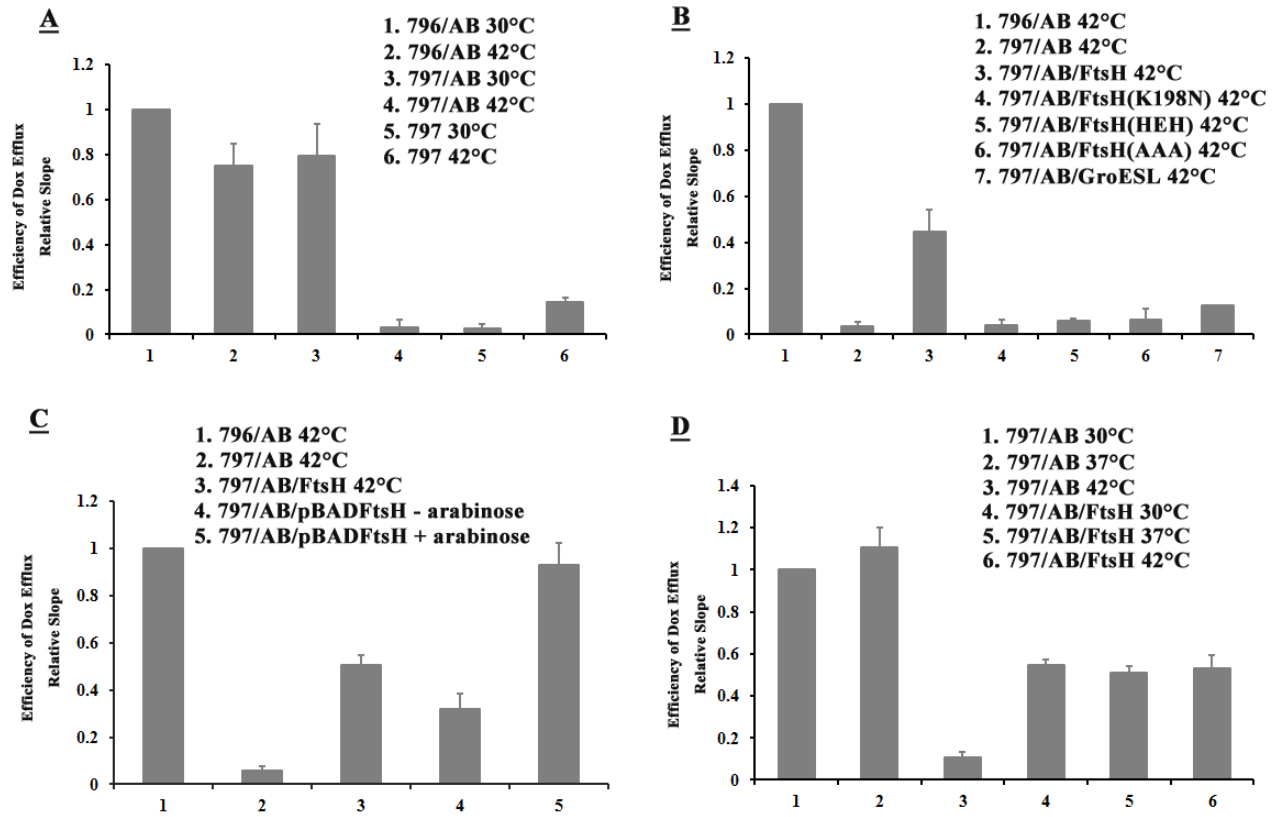 A
1. 796/AB 30°C
2. 796/AB 42°C
3. 797/AB 30°C
4. 797/AB 42°C
5. 797 30°C
6. 797 42°C
Efficiency of Dox Efflux
Relative Slope
1.2
1
0.8
0.6
0.4
0.2
0
1 2 3 4 5 6
B
1. 796/AB 42°C
2. 797/AB 42°C
3. 797/AB/FtsH 42°C
4. 797/AB/FtsH(K198N) 42°C
5. 797/AB/FtsH(HEH) 42°C
6. 797/AB/FtsH(AAA) 42°C
7. 797/AB/GroESL 42°C
Efficiency of Dox Efflux
Relative Slope
1.2
1
0.8
0.6
0.4
0.2
0
1 2 3 4 5 6 7
C
1. 796/AB 42°C
2. 797/AB 42°C
3. 797/AB/FtsH 42°C
4. 797/AB/pBADFtsH - arabinose
5. 797/AB/pBADFtsH + arabinose
Efficiency of Dox Efflux
Relative Slope
1.2
1
0.8
0.6
0.4
0.2
0
1 2 3 4 5
D
1. 797/AB 30°C
2. 797/AB 37°C
3. 797/AB 42°C
4. 797/AB/FtsH 30°C
5. 797/AB/FtsH 37°C
6. 797/AB/FtsH 42°C
Efficiency of Dox Efflux
Relative Slope
1.4
1.2
1
0.8
0.6
0.4
0.2
0
1 2 3 4 5 6